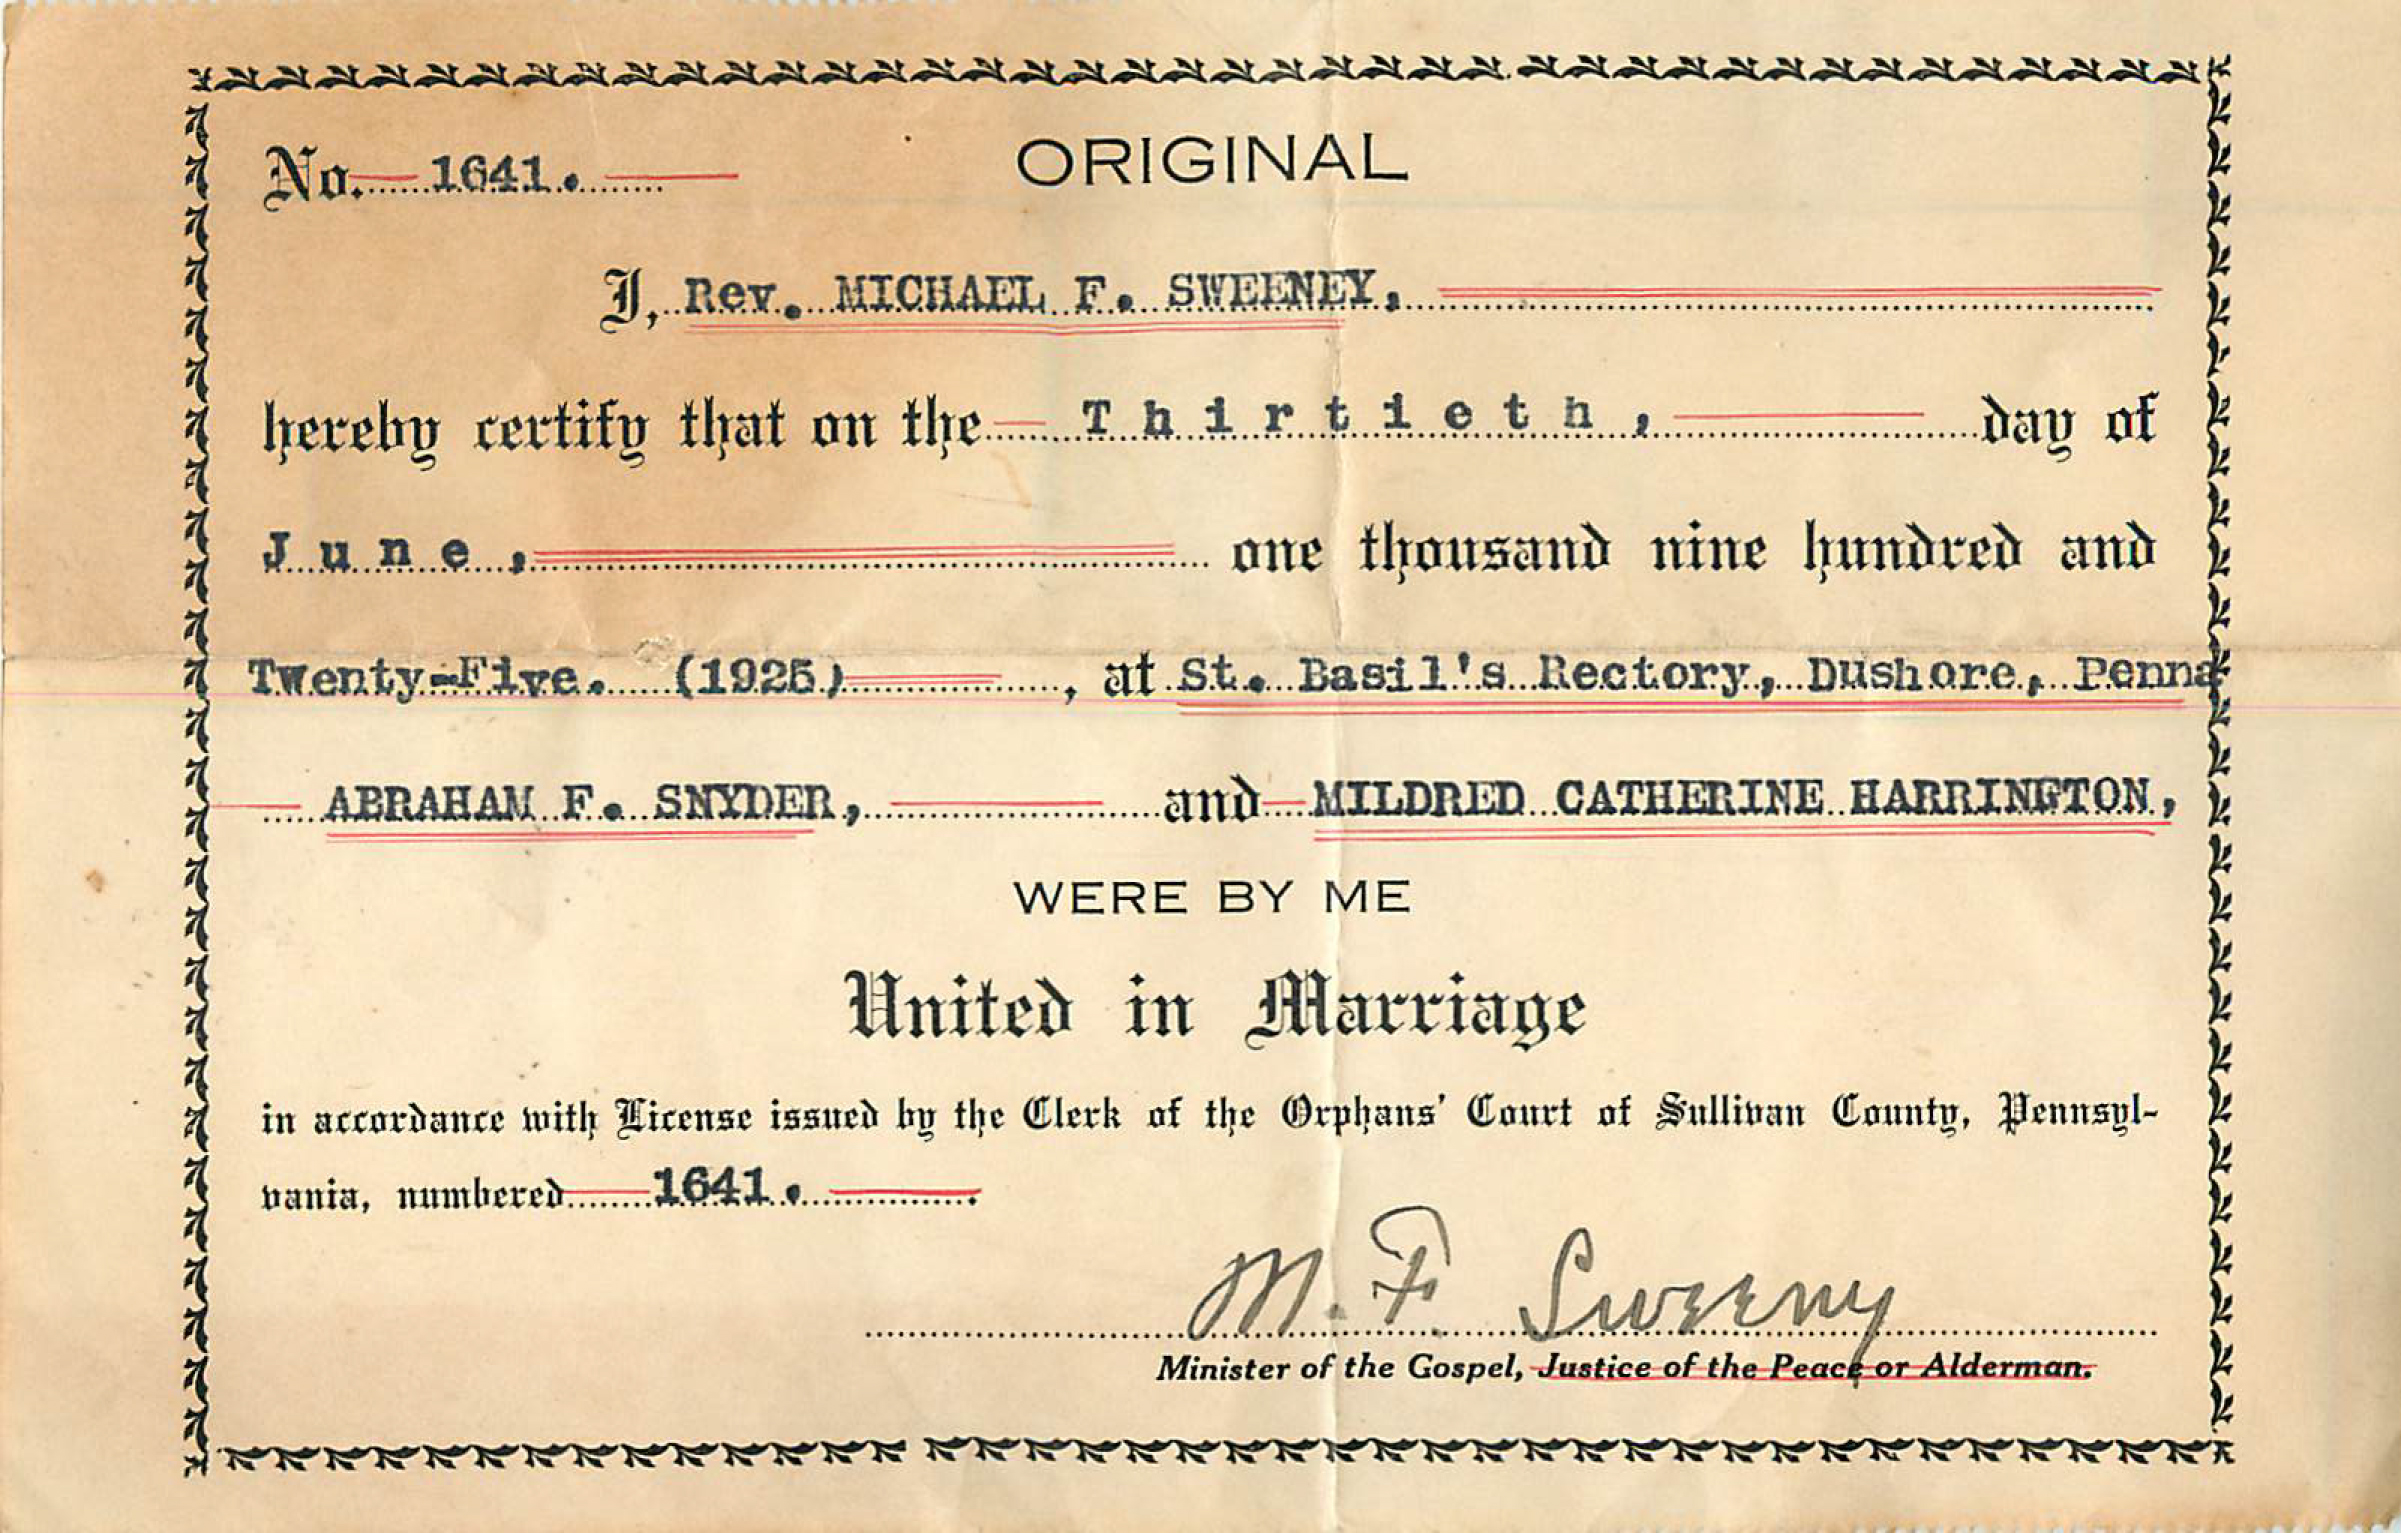 No. 1641. ORIGINAL
I, Rev. MICHAEL F. SWEENEY,
hereby certify that on the Thirtieth, day of
June, one thousand nine hundred and
Twenty-Five. (1925), at St. Basil's Rectory, Dushore, Penna
ABRAHAM F. SNYDER, and MILDRED CATHERINE HARRINGTON,
WERE BY ME
United in Marriage
in accordance with License issued by the Clerk of the Orphans' Court of Sullivan County, Pennsyl-
vania, numbered 1641.
M. F. Sweeny
Minister of the Gospel, Justice of the Peace or Alderman.